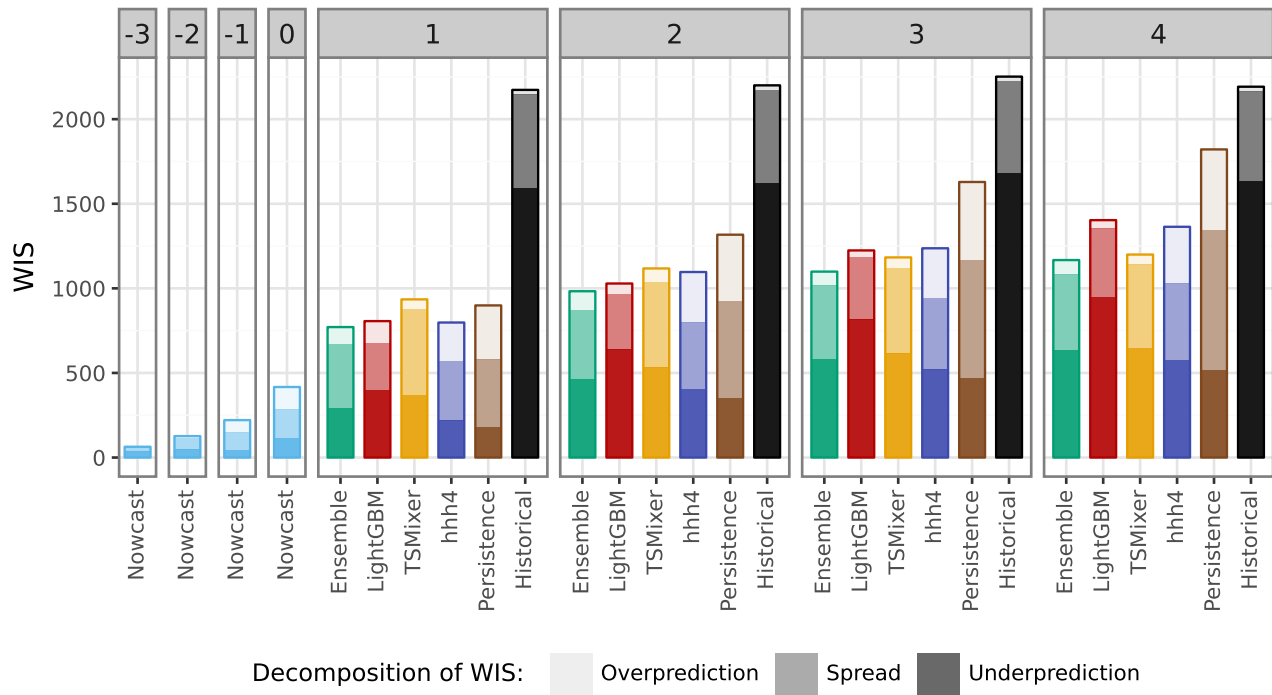 -3 -2 -1 0 1 2 3 4
WIS
2000
1500
1000
500
0
Nowcast Nowcast Nowcast Nowcast Ensemble LightGBM TSMixer hhh4 Persistence Historical Ensemble LightGBM TSMixer hhh4 Persistence Historical Ensemble LightGBM TSMixer hhh4 Persistence Historical Ensemble LightGBM TSMixer hhh4 Persistence Historical
Decomposition of WIS: Overprediction Spread Underprediction